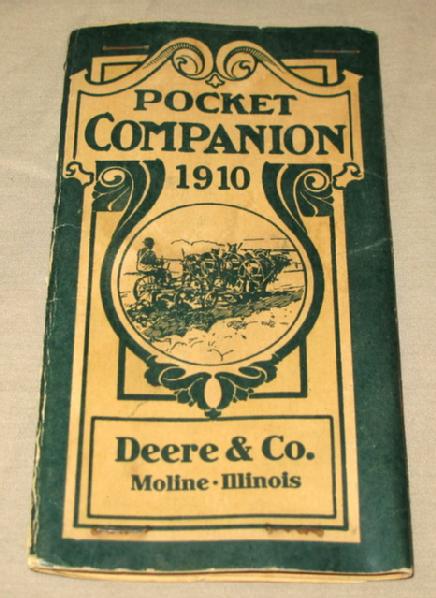 POCKET
COMPANION
1910
Deere & Co.
Moline - Illinois